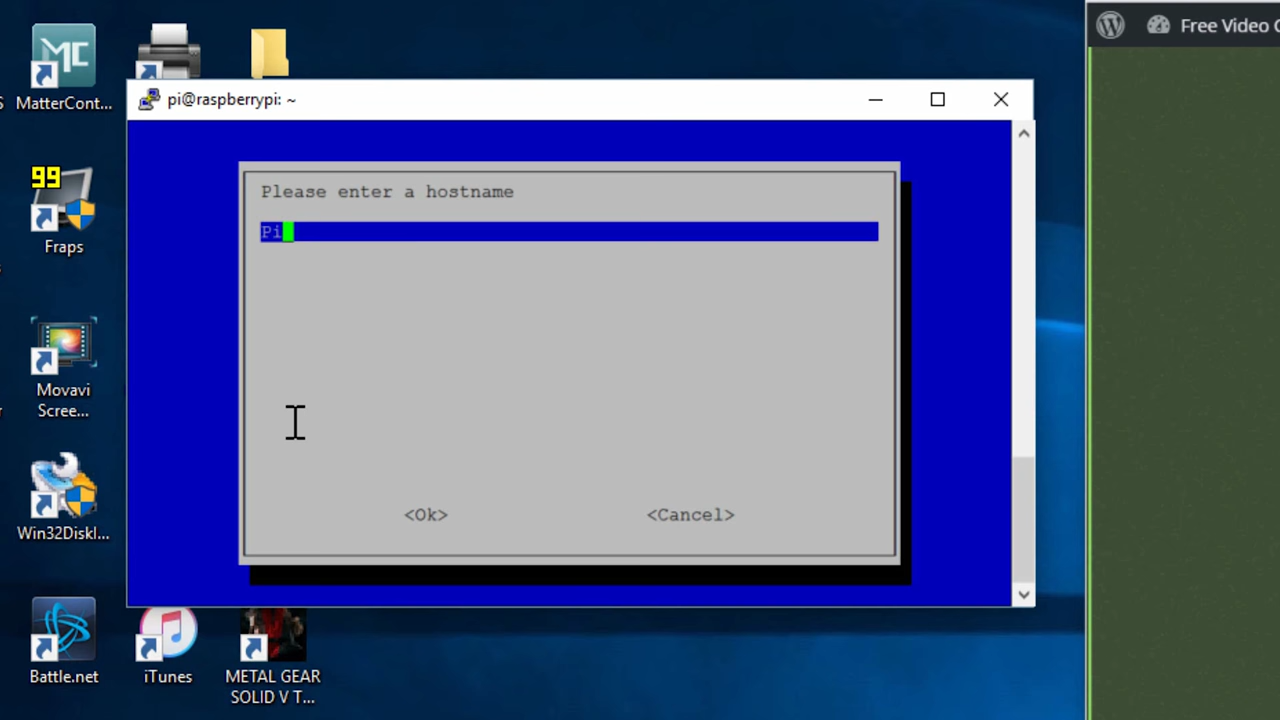 Free Video
S
MatterCont...
pi@raspberrypi: ~
Please enter a hostname
Pi
99
Fraps
Movavi
Scree...
<Ok>
<Cancel>
Win32DiskI...
Battle.net
iTunes
METAL GEAR
SOLID V T...